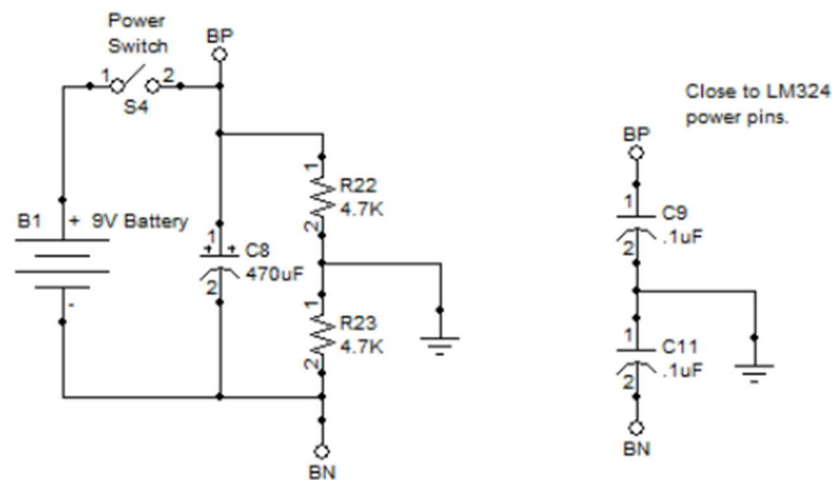 Power
Switch
BP
1
2
S4
B1
+
9V Battery
-
1
+ +
C8
470uF
2
1
R22
4.7K
2
1
R23
4.7K
2
BN
Close to LM324
power pins.
BP
1
C9
.1uF
2
1
C11
.1uF
2
BN